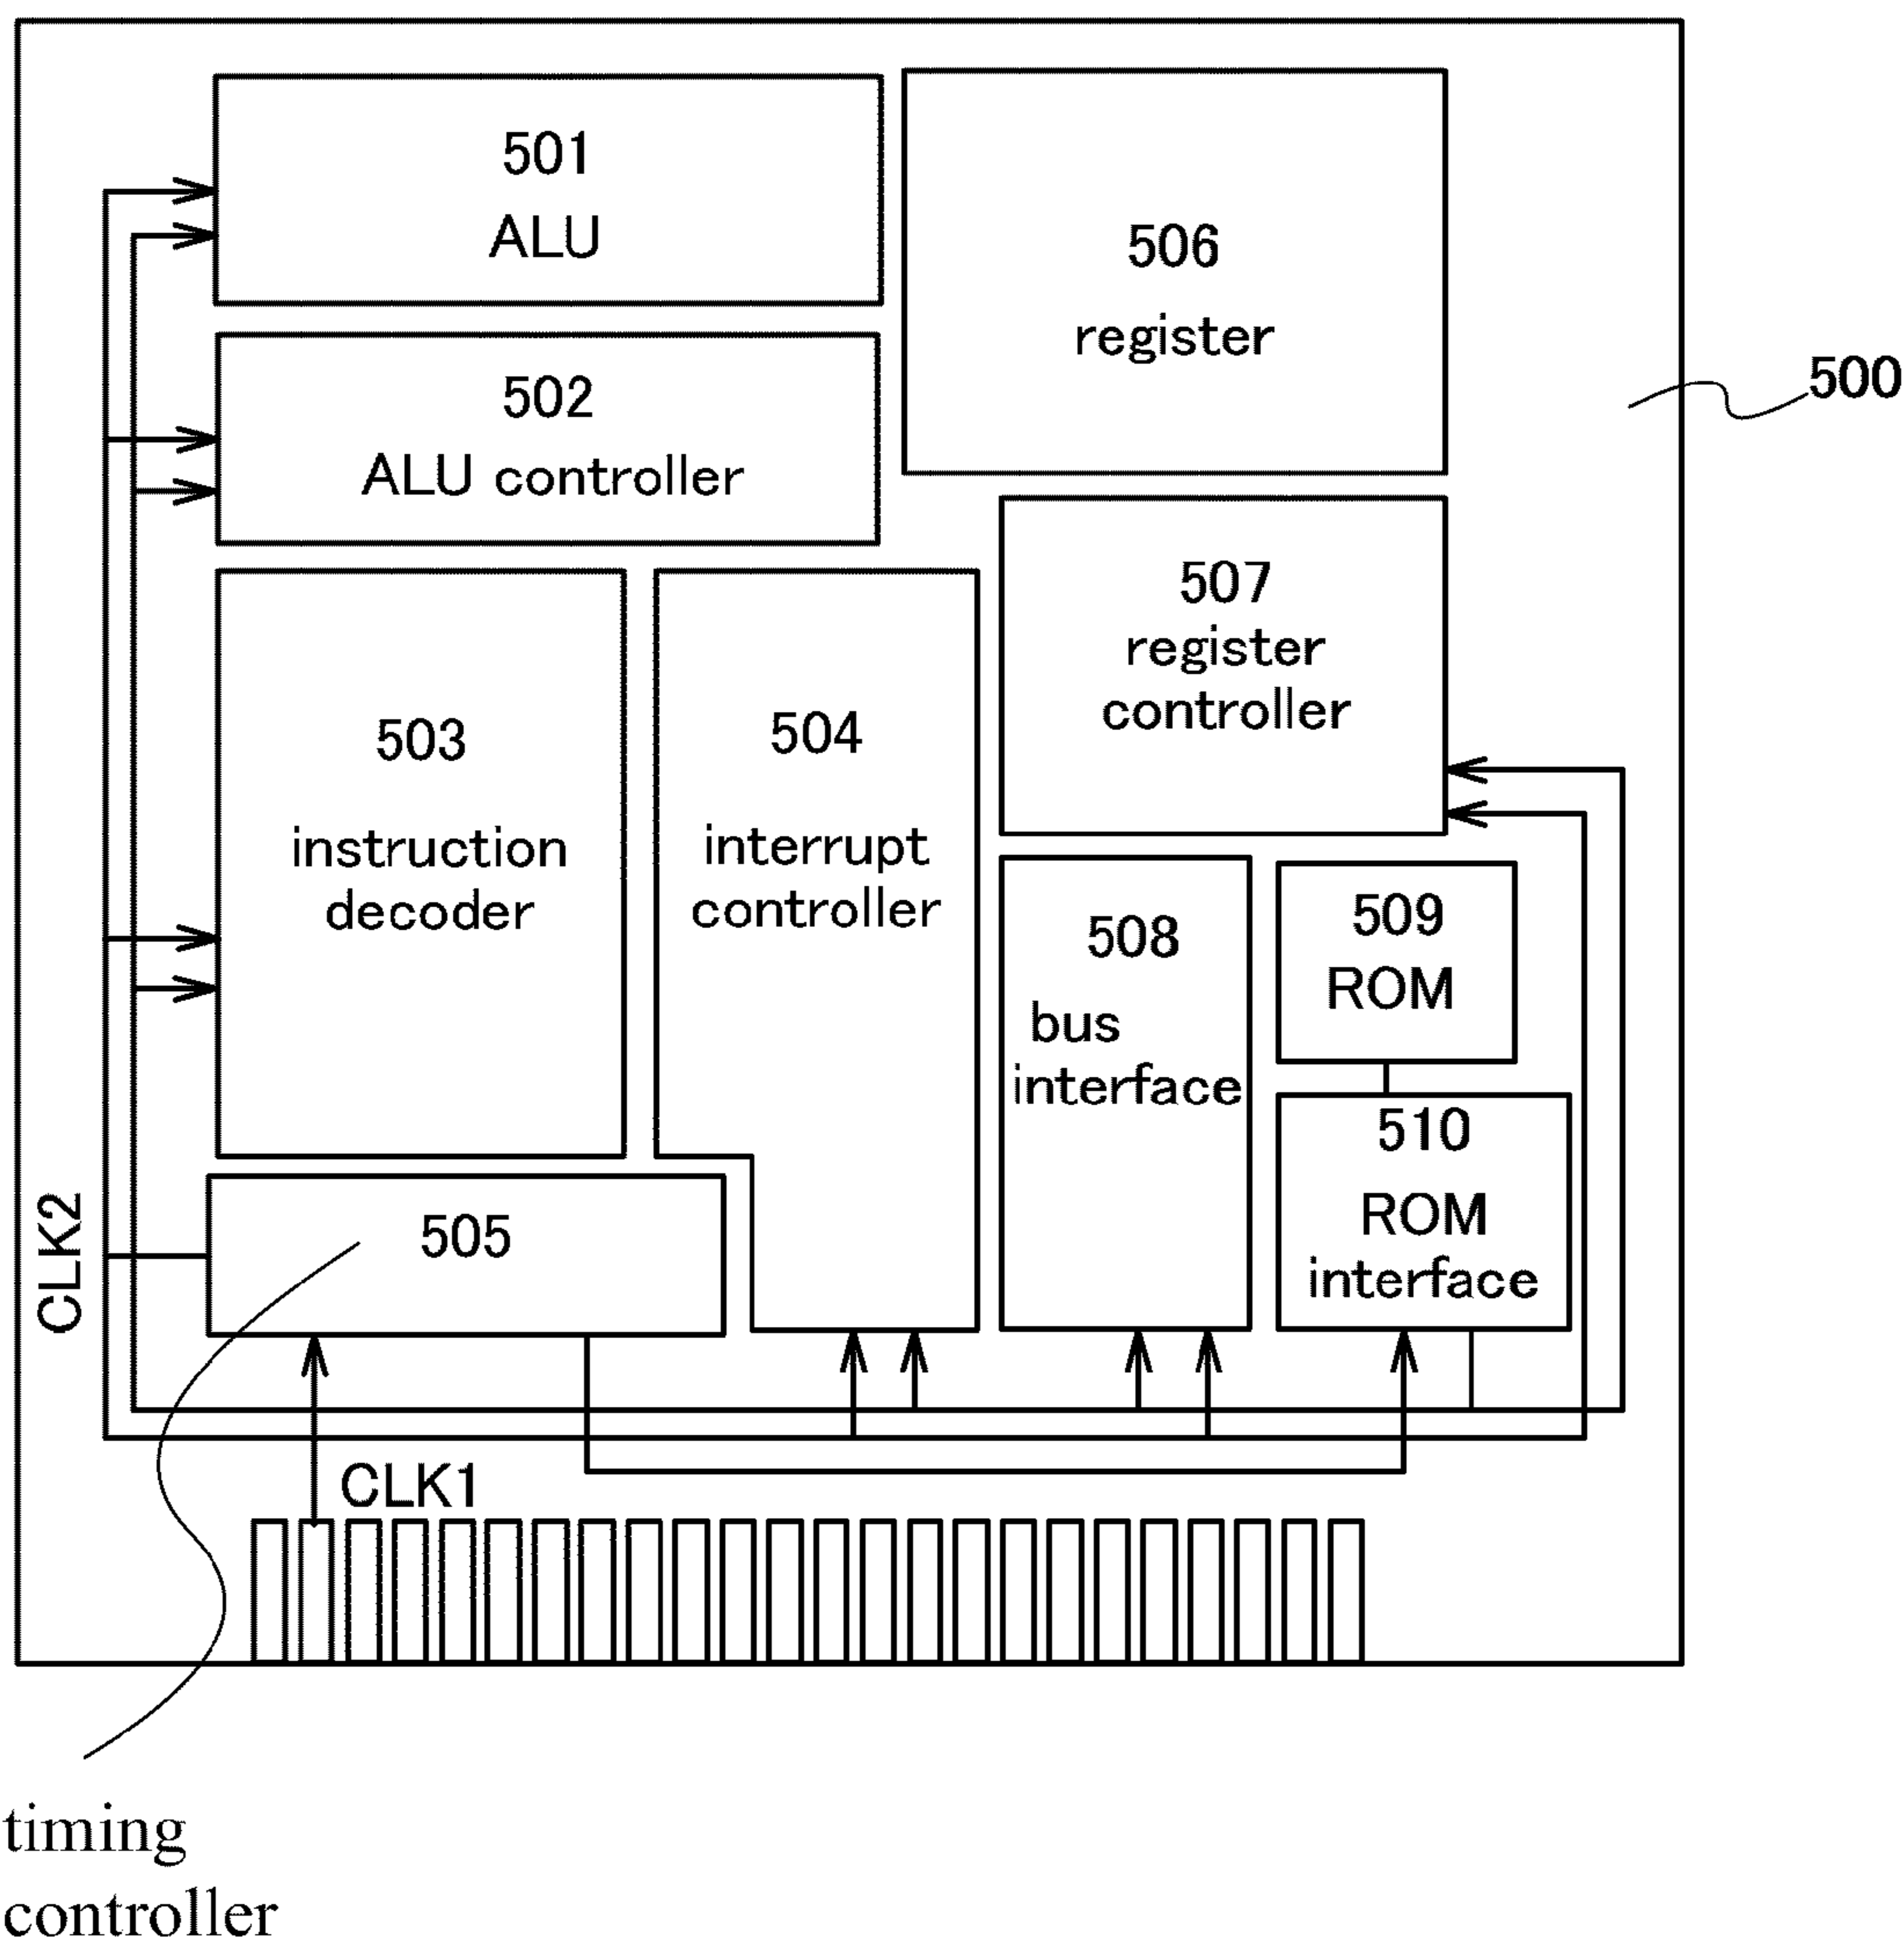 501
ALU
506
register
500
502
ALU controller
507
register
controller
503
instruction
decoder
504
interrupt
controller
508
bus
interface
509
ROM
510
ROM
interface
505
CLK2
CLK1
timing
controller